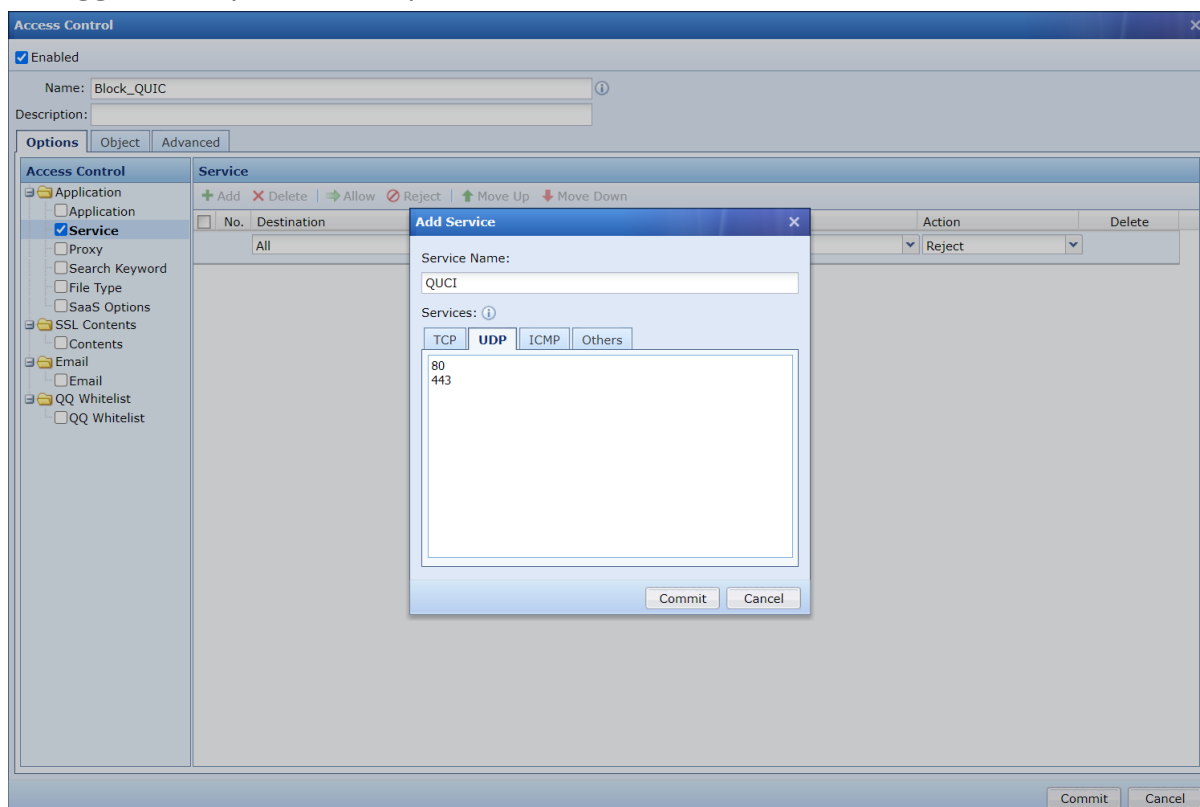 Access Control
Enabled
Name: Block_QUIC
Description:
Options Object Advanced
Access Control
Application
Application
Service
Proxy
Search Keyword
File Type
SaaS Options
SSL Contents
Contents
Email
Email
QQ Whitelist
QQ Whitelist
Service
Add Delete Allow Reject Move Up Move Down
No. Destination Action Delete
All Reject
Add Service
Service Name:
QUCI
Services:
TCP UDP ICMP Others
80
443
Commit Cancel
Commit Cancel